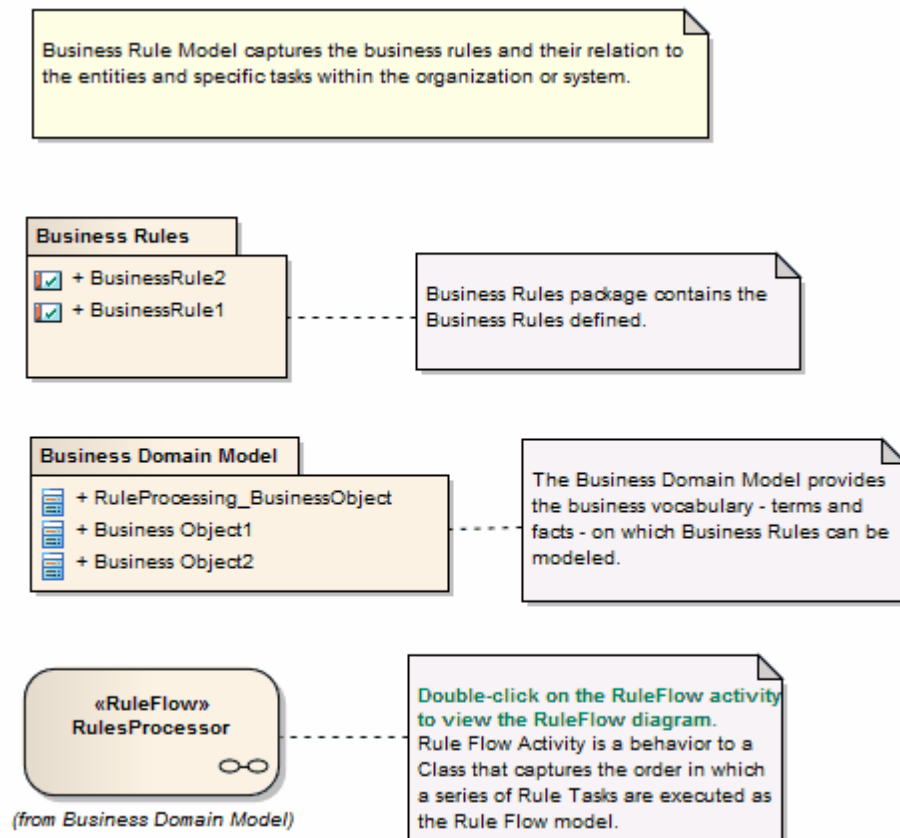 Business Rule Model captures the business rules and their relation to
the entities and specific tasks within the organization or system.
Business Rules
+ BusinessRule2
+ BusinessRule1
Business Rules package contains the
Business Rules defined.
Business Domain Model
+ RuleProcessing_BusinessObject
+ Business Object1
+ Business Object2
The Business Domain Model provides
the business vocabulary - terms and
facts - on which Business Rules can be
modeled.
«RuleFlow»
RulesProcessor
(from Business Domain Model)
Double-click on the RuleFlow activity
to view the RuleFlow diagram.
Rule Flow Activity is a behavior to a
Class that captures the order in which
a series of Rule Tasks are executed as
the Rule Flow model.